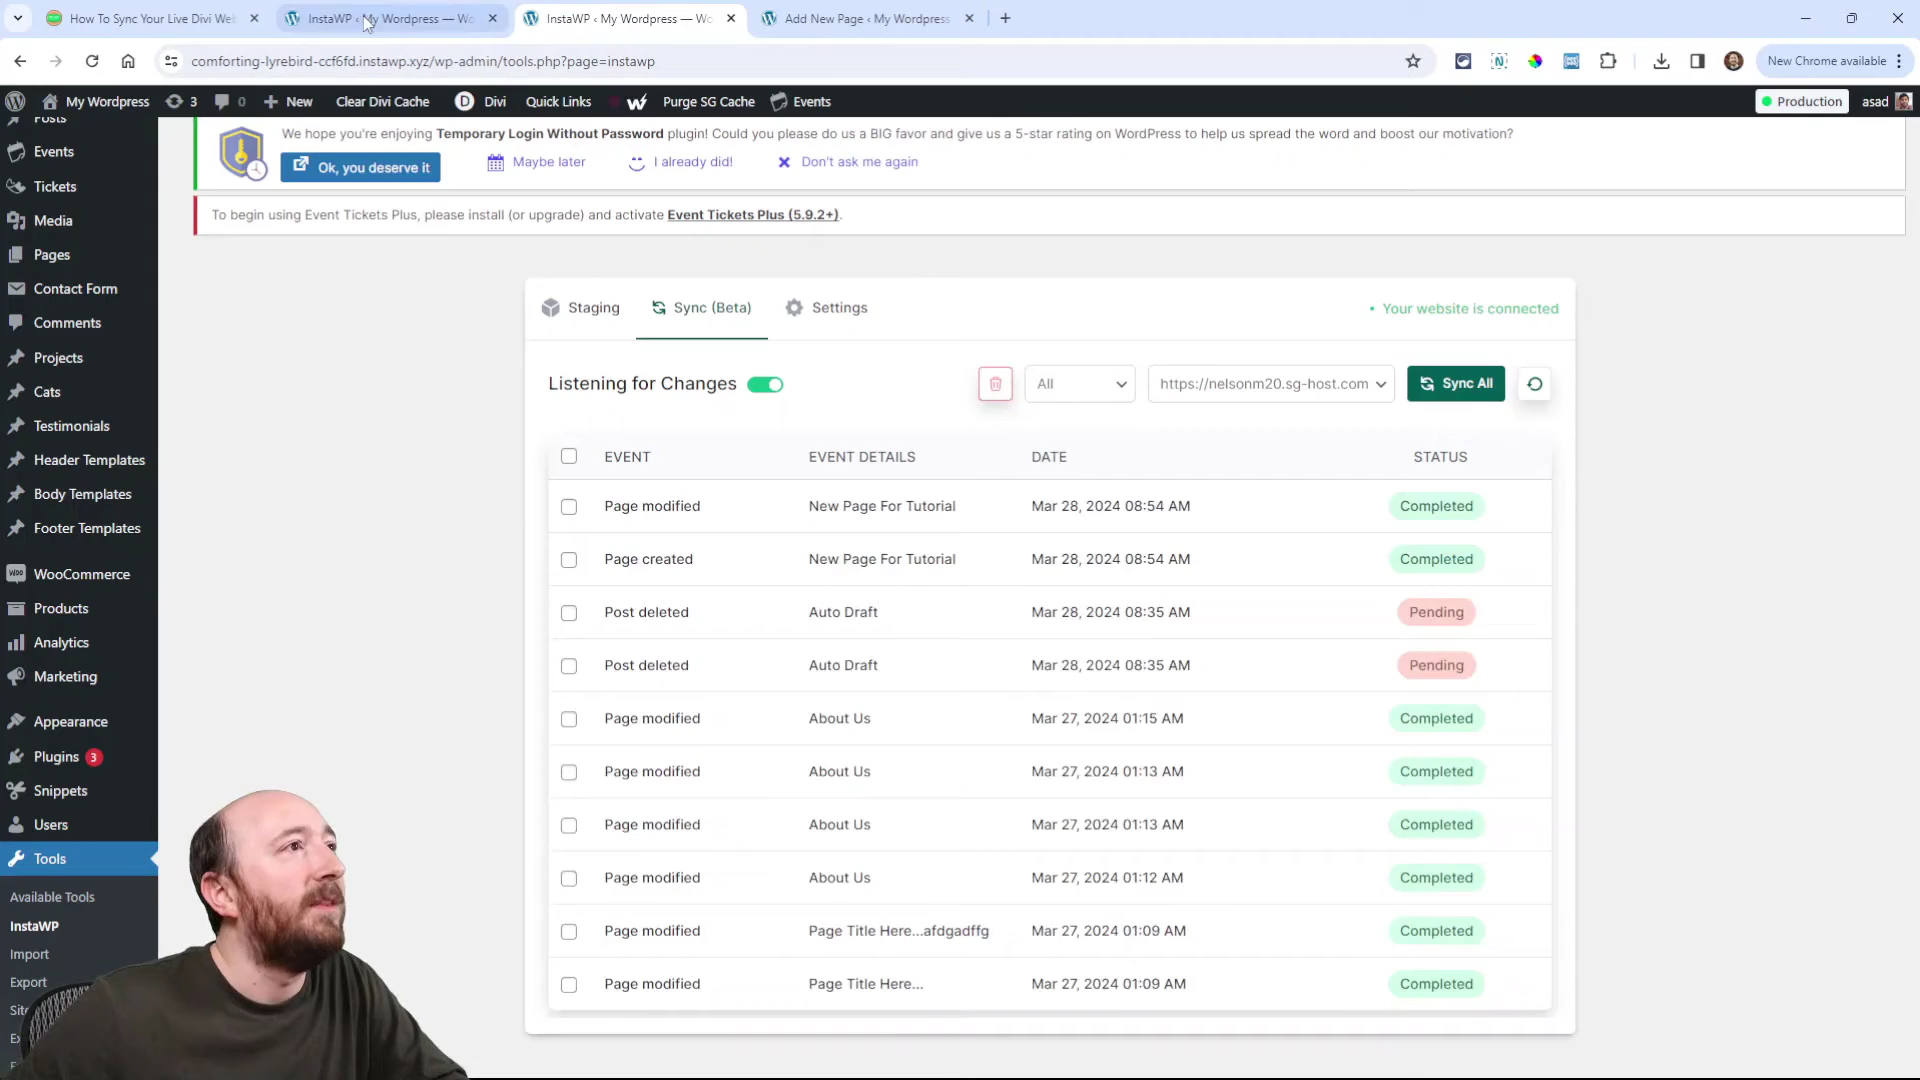 How To Sync Your Live Divi Web
InstaWP ‹ My Wordpress — Wo
InstaWP ‹ My Wordpress — Wo
Add New Page ‹ My Wordpress
comforting-lyrebird-ccf6fd.instawp.xyz/wp-admin/tools.php?page=instawp
New Chrome available
My Wordpress
3
0
New
Clear Divi Cache
D
Divi
Quick Links
Purge SG Cache
Events
Production
asad
Posts
Events
Tickets
Media
Pages
Contact Form
Comments
Projects
Cats
Testimonials
Header Templates
Body Templates
Footer Templates
WooCommerce
Products
Analytics
Marketing
Appearance
Plugins 3
Snippets
Users
Tools
Available Tools
InstaWP
Import
Export
We hope you're enjoying Temporary Login Without Password plugin! Could you please do us a BIG favor and give us a 5-star rating on WordPress to help us spread the word and boost our motivation?
Ok, you deserve it
Maybe later
I already did!
Don't ask me again
To begin using Event Tickets Plus, please install (or upgrade) and activate Event Tickets Plus (5.9.2+).
Staging
Sync (Beta)
Settings
• Your website is connected
Listening for Changes
All
https://nelsonm20.sg-host.com
Sync All
EVENT EVENT DETAILS DATE STATUS
Page modified New Page For Tutorial Mar 28, 2024 08:54 AM Completed
Page created New Page For Tutorial Mar 28, 2024 08:54 AM Completed
Post deleted Auto Draft Mar 28, 2024 08:35 AM Pending
Post deleted Auto Draft Mar 28, 2024 08:35 AM Pending
Page modified About Us Mar 27, 2024 01:15 AM Completed
Page modified About Us Mar 27, 2024 01:13 AM Completed
Page modified About Us Mar 27, 2024 01:13 AM Completed
Page modified About Us Mar 27, 2024 01:12 AM Completed
Page modified Page Title Here...afdgadffg Mar 27, 2024 01:09 AM Completed
Page modified Page Title Here... Mar 27, 2024 01:09 AM Completed